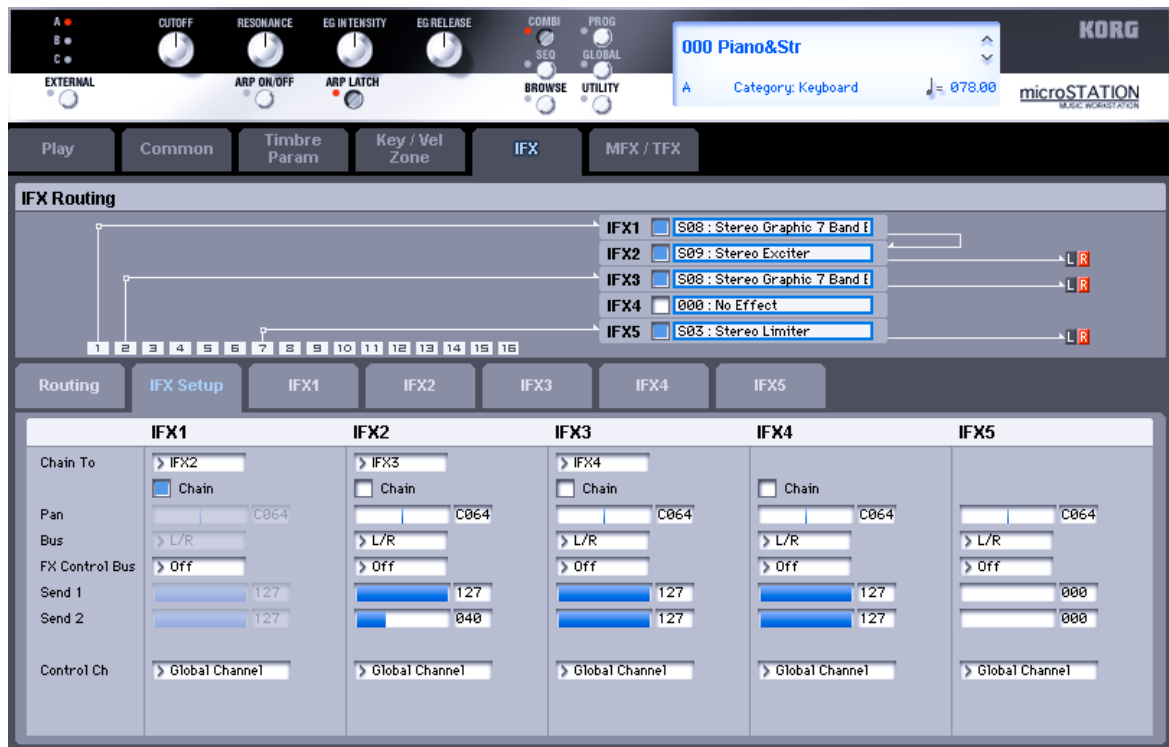 A CUTOFF RESONANCE EG INTENSITY EG RELEASE COMBI PROG KORG
B SEQ GLOBAL 000 Piano&Str
C
EXTERNAL ARP ON/OFF ARP LATCH BROWSE UTILITY A Category: Keyboard ♩= 078.00 microSTATION
MUSIC WORKSTATION
Play Common Timbre Param Key / Vel Zone IFX MFX / TFX
IFX Routing
IFX1 S08 : Stereo Graphic 7 Band E
IFX2 S09 : Stereo Exciter L R
IFX3 S08 : Stereo Graphic 7 Band E L R
IFX4 000 : No Effect
IFX5 S03 : Stereo Limiter L R
1 2 3 4 5 6 7 8 9 10 11 12 13 14 15 16
Routing IFX Setup IFX1 IFX2 IFX3 IFX4 IFX5
IFX1 IFX2 IFX3 IFX4 IFX5
Chain To IFX2 IFX3 IFX4
Chain Chain Chain Chain
Pan C064 C064 C064 C064 C064
Bus L/R L/R L/R L/R L/R
FX Control Bus Off Off Off Off Off
Send 1 127 127 127 127 000
Send 2 127 040 127 127 000
Control Ch Global Channel Global Channel Global Channel Global Channel Global Channel